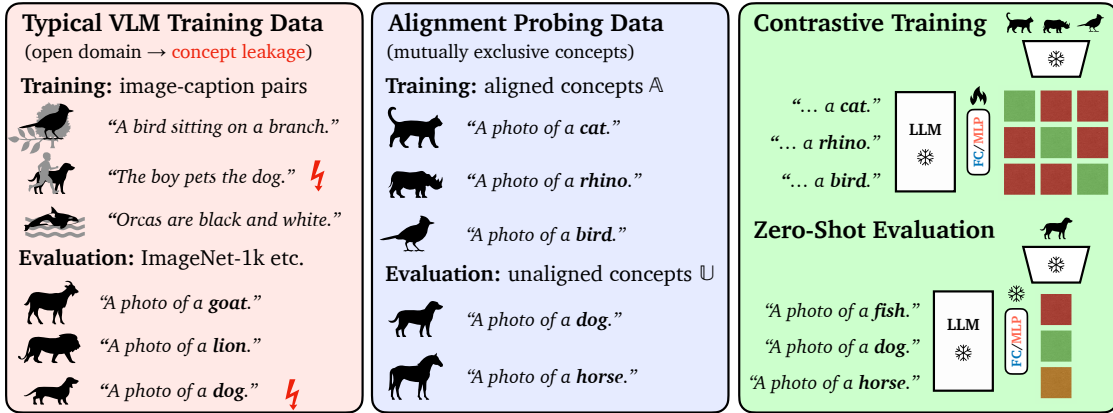 Typical VLM Training Data
(open domain → concept leakage)
Training: image-caption pairs
“A bird sitting on a branch.”
“The boy pets the dog.”
“Orcas are black and white.”
Evaluation: ImageNet-1k etc.
“A photo of a goat.”
“A photo of a lion.”
“A photo of a dog.”
Alignment Probing Data
(mutually exclusive concepts)
Training: aligned concepts 𝔸
“A photo of a cat.”
“A photo of a rhino.”
“A photo of a bird.”
Evaluation: unaligned concepts 𝕌
“A photo of a dog.”
“A photo of a horse.”
Contrastive Training
“... a cat.”
“... a rhino.”
“... a bird.”
LLM
FC/MLP
Zero-Shot Evaluation
“A photo of a fish.”
“A photo of a dog.”
“A photo of a horse.”
LLM
FC/MLP